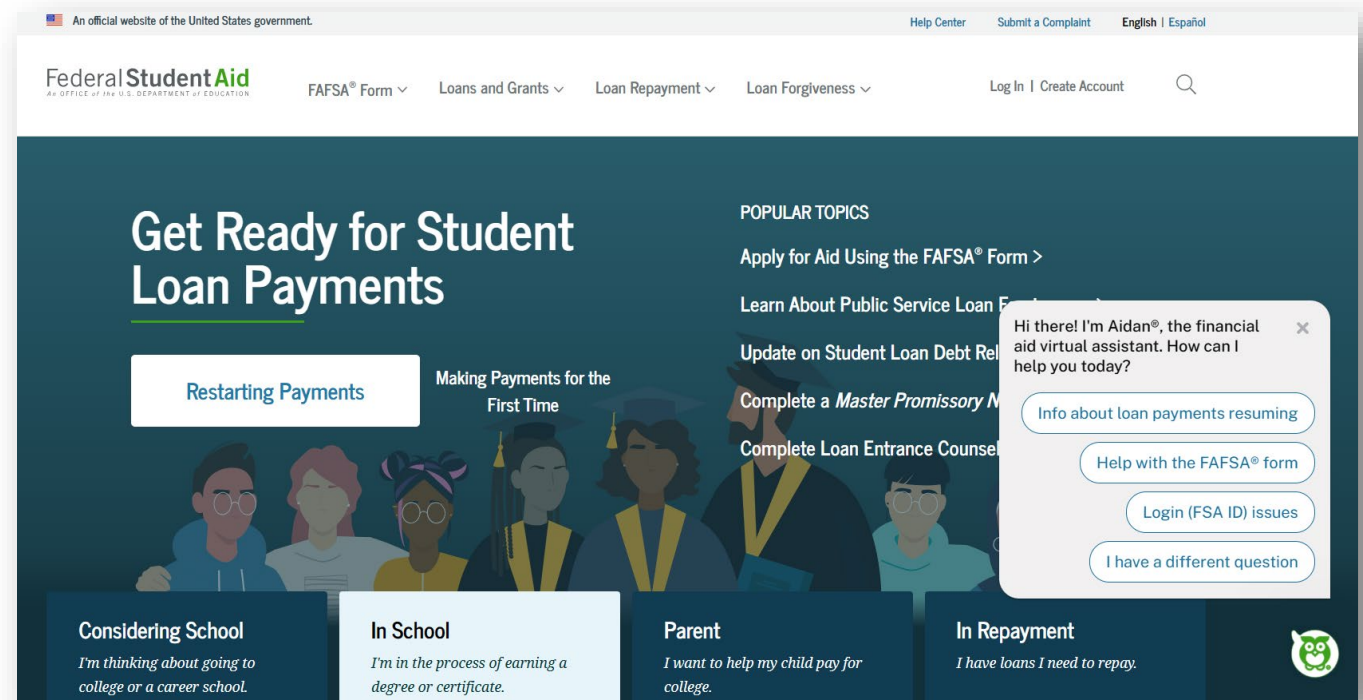 An official website of the United States government.
Help Center Submit a Complaint English | Español
Federal Student Aid
An OFFICE of the U.S. DEPARTMENT of EDUCATION
FAFSA® Form Loans and Grants Loan Repayment Loan Forgiveness
Log In | Create Account
Get Ready for Student
Loan Payments
Restarting Payments
Making Payments for the
First Time
POPULAR TOPICS
Apply for Aid Using the FAFSA® Form >
Learn About Public Service Loan
Update on Student Loan Debt Rel
Complete a Master Promissory N
Complete Loan Entrance Counsel
Hi there! I'm Aidan®, the financial
aid virtual assistant. How can I
help you today?
Info about loan payments resuming
Help with the FAFSA® form
Login (FSA ID) issues
I have a different question
Considering School
I'm thinking about going to
college or a career school.
In School
I'm in the process of earning a
degree or certificate.
Parent
I want to help my child pay for
college.
In Repayment
I have loans I need to repay.